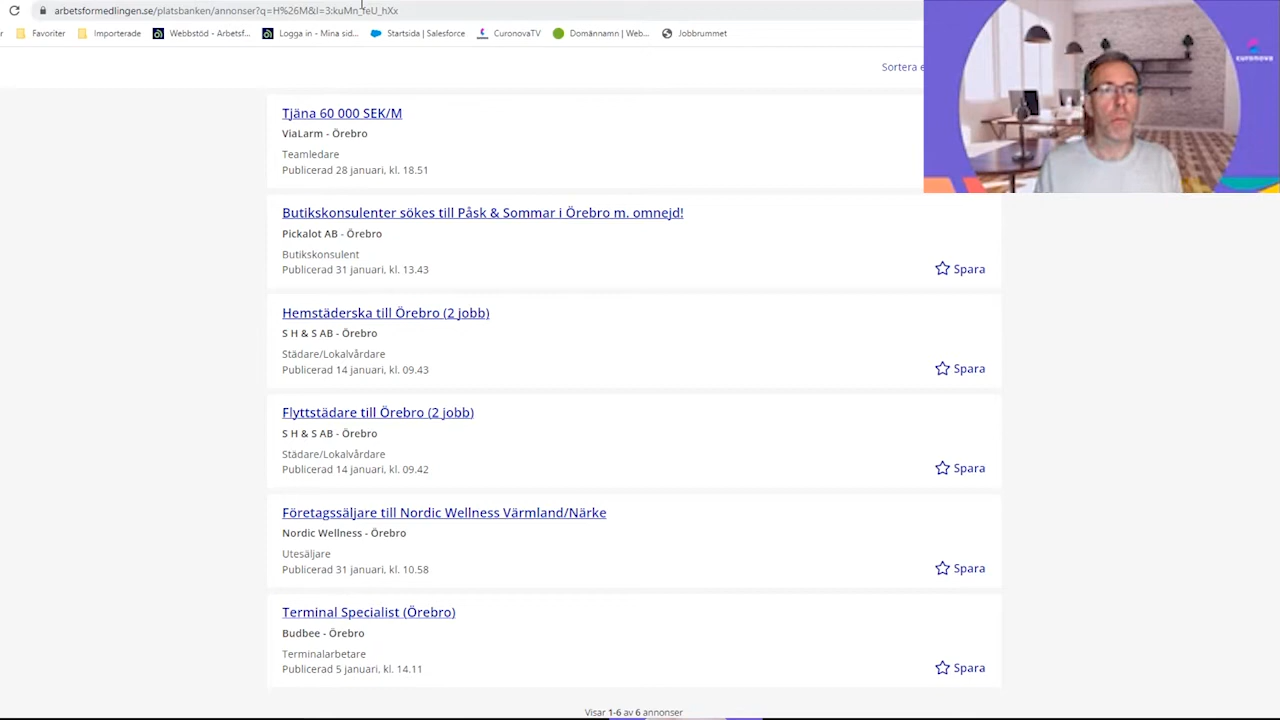 arbetsformedlingen.se/platsbanken/annonser?q=H%26M&l=3:kuMn_feU_hXx
Favoriter
Importerade
Webbstöd - Arbetsf...
Logga in - Mina sid...
Startsida | Salesforce
CuronovaTV
Domännamn | Web...
Jobbrummet
curonova
Sortera e
Tjäna 60 000 SEK/M
ViaLarm - Örebro
Teamledare
Publicerad 28 januari, kl. 18.51
Butikskonsulenter sökes till Påsk & Sommar i Örebro m. omnejd!
Pickalot AB - Örebro
Butikskonsulent
Publicerad 31 januari, kl. 13.43
Spara
Hemstäderska till Örebro (2 jobb)
S H & S AB - Örebro
Städare/Lokalvårdare
Publicerad 14 januari, kl. 09.43
Spara
Flyttstädare till Örebro (2 jobb)
S H & S AB - Örebro
Städare/Lokalvårdare
Publicerad 14 januari, kl. 09.42
Spara
Företagssäljare till Nordic Wellness Värmland/Närke
Nordic Wellness - Örebro
Utesäljare
Publicerad 31 januari, kl. 10.58
Spara
Terminal Specialist (Örebro)
Budbee - Örebro
Terminalarbetare
Publicerad 5 januari, kl. 14.11
Spara
Visar 1-6 av 6 annonser